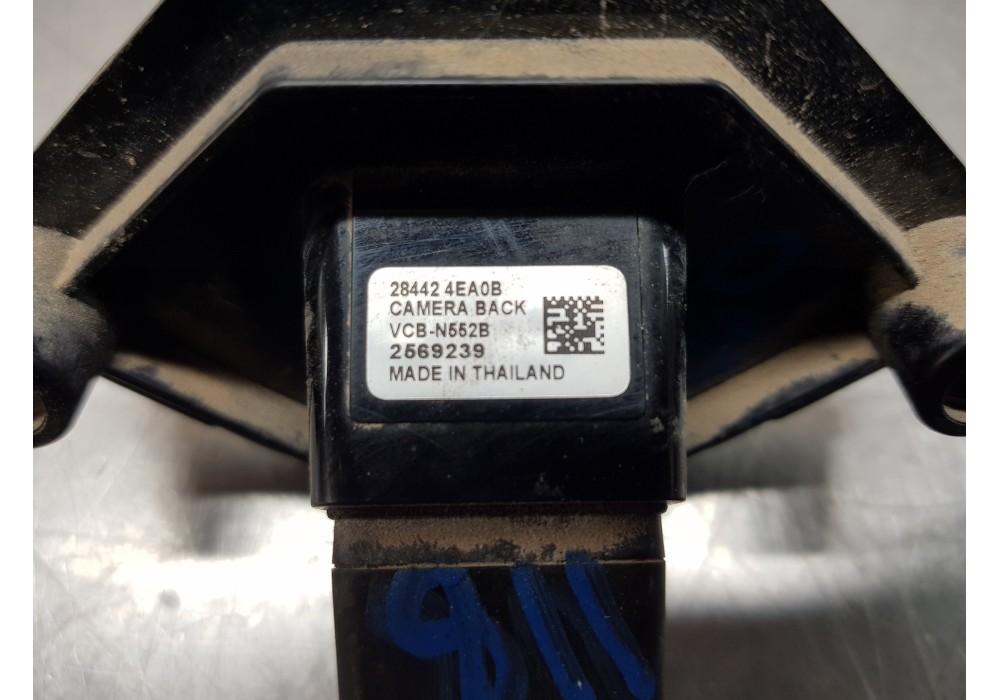 28442 4EA0B
CAMERA BACK
VCB-N552B
2569239
MADE IN THAILAND